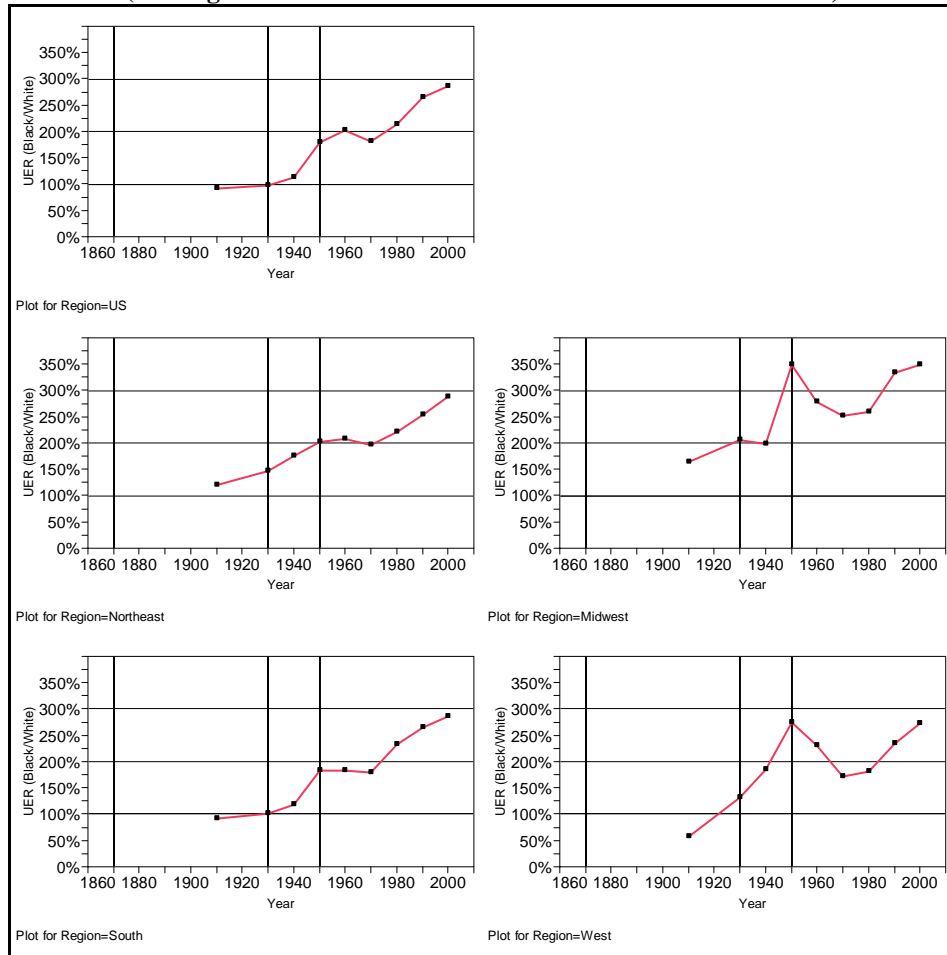 350%
300%
250%
200%
150%
100%
50%
0%
UER (Black/White)
1860 1880 1900 1920 1940 1960 1980 2000
Year
Plot for Region=US
350%
300%
250%
200%
150%
100%
50%
0%
UER (Black/White)
1860 1880 1900 1920 1940 1960 1980 2000
Year
Plot for Region=Northeast
350%
300%
250%
200%
150%
100%
50%
0%
UER (Black/White)
1860 1880 1900 1920 1940 1960 1980 2000
Year
Plot for Region=Midwest
350%
300%
250%
200%
150%
100%
50%
0%
UER (Black/White)
1860 1880 1900 1920 1940 1960 1980 2000
Year
Plot for Region=South
350%
300%
250%
200%
150%
100%
50%
0%
UER (Black/White)
1860 1880 1900 1920 1940 1960 1980 2000
Year
Plot for Region=West